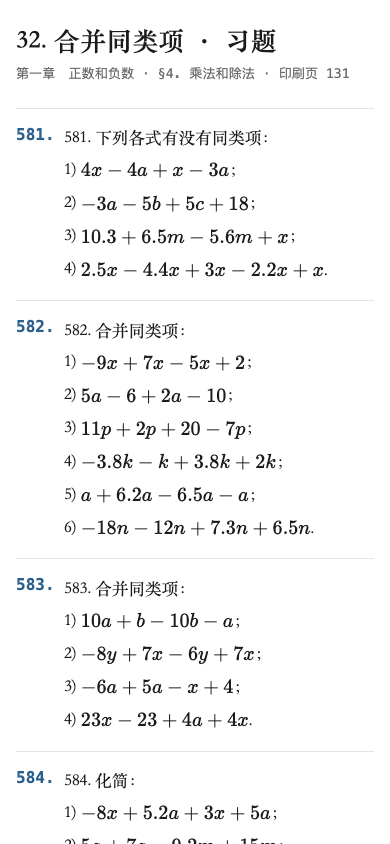 32. 合并同类项 · 习题
第一章 正数和负数 · §4. 乘法和除法 · 印刷页 131
581. 581. 下列各式有没有同类项：
1) 4x − 4a + x − 3a;
2) −3a − 5b + 5c + 18;
3) 10.3 + 6.5m − 5.6m + x;
4) 2.5x − 4.4x + 3x − 2.2x + x.
582. 582. 合并同类项：
1) −9x + 7x − 5x + 2;
2) 5a − 6 + 2a − 10;
3) 11p + 2p + 20 − 7p;
4) −3.8k − k + 3.8k + 2k;
5) a + 6.2a − 6.5a − a;
6) −18n − 12n + 7.3n + 6.5n.
583. 583. 合并同类项：
1) 10a + b − 10b − a;
2) −8y + 7x − 6y + 7x;
3) −6a + 5a − x + 4;
4) 23x − 23 + 4a + 4x.
584. 584. 化简：
1) −8x + 5.2a + 3x + 5a;